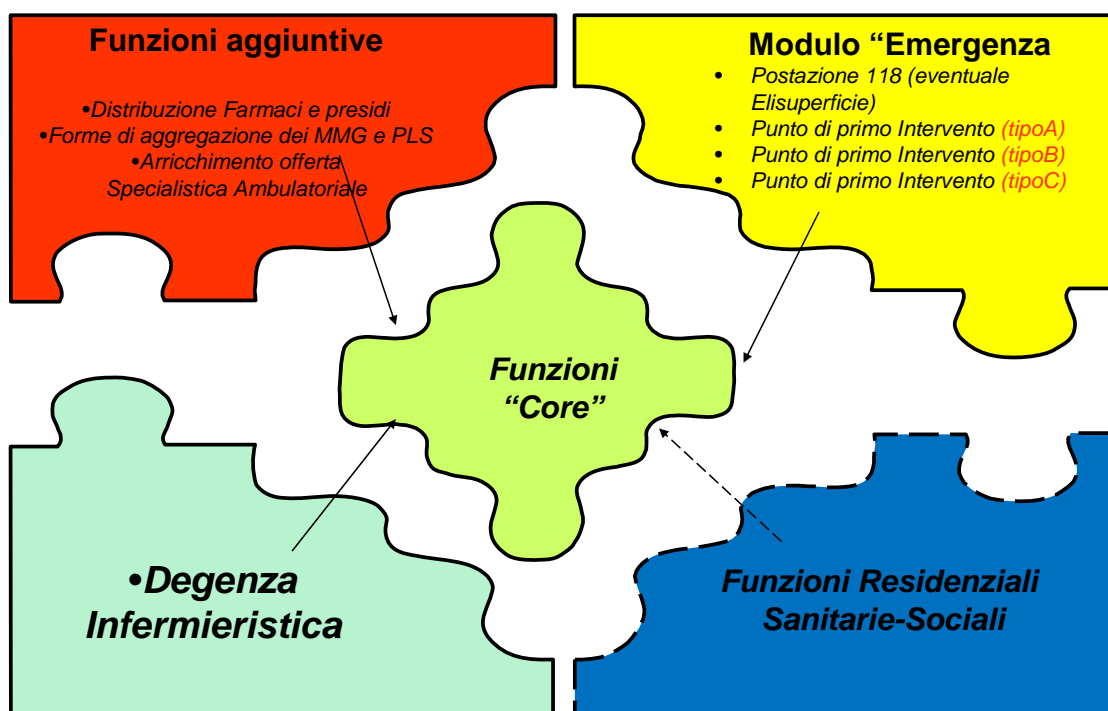 Funzioni aggiuntive
•Distribuzione Farmaci e presidi
•Forme di aggregazione dei MMG e PLS
•Arricchimento offerta
Specialistica Ambulatoriale
Modulo “Emergenza
• Postazione 118 (eventuale
Elisuperficie)
• Punto di primo Intervento (tipoA)
• Punto di primo Intervento (tipoB)
• Punto di primo Intervento (tipoC)
Funzioni
“Core”
•Degenza
Infermieristica
Funzioni Residenziali
Sanitarie-Sociali